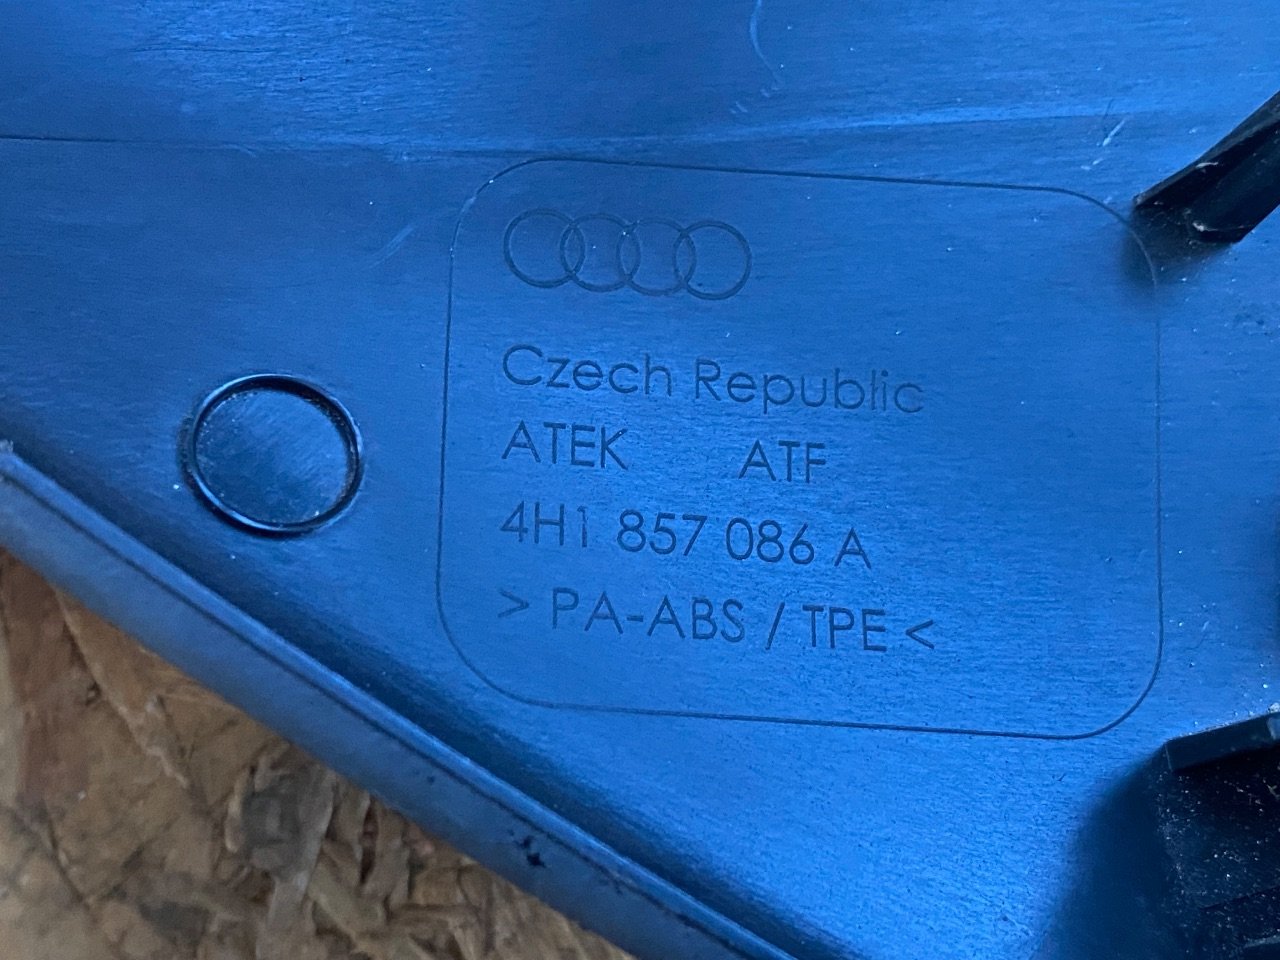 Czech Republic
ATEK ATF
4H1 857 086 A
> PA-ABS / TPE <